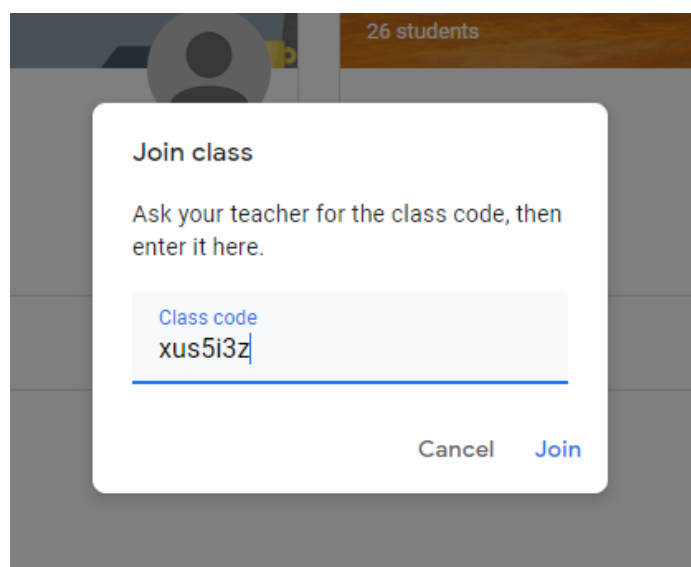 26 students
Join class
Ask your teacher for the class code, then
enter it here.
Class code
xus5i3z
Cancel Join